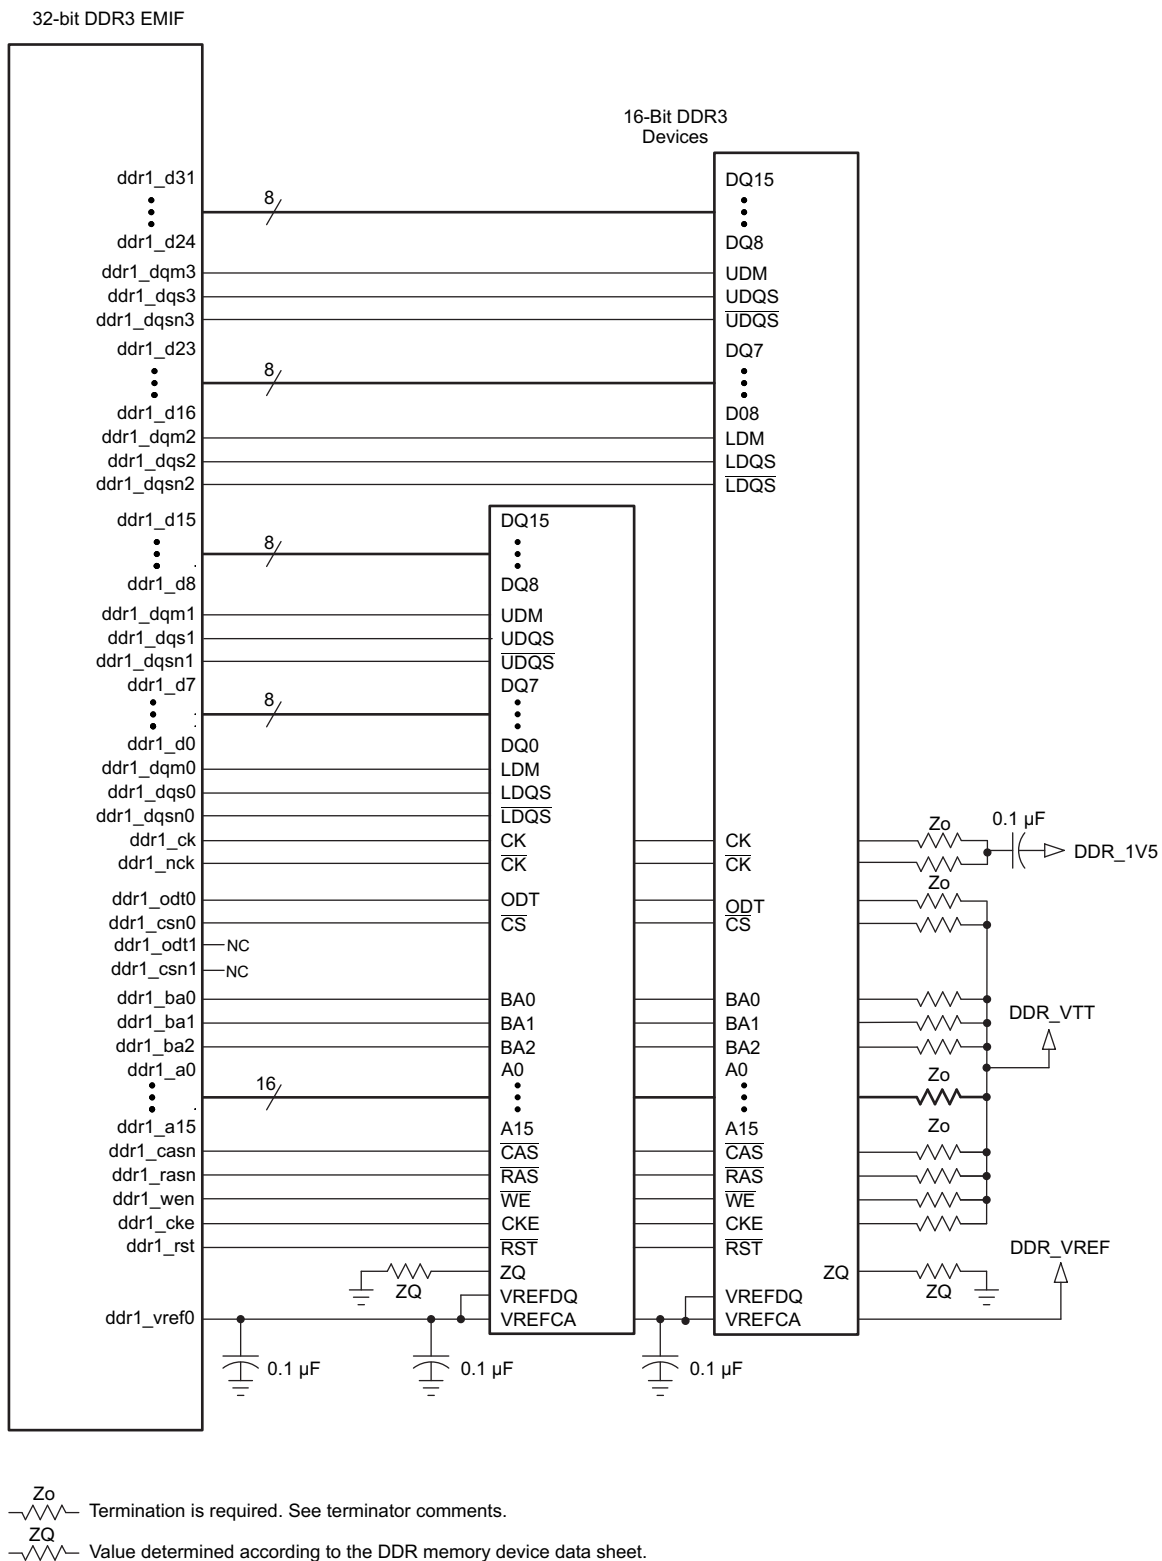 32-bit DDR3 EMIF
16-Bit DDR3
Devices
ddr1_d31
8
DQ15
ddr1_d24
DQ8
ddr1_dqm3
UDM
ddr1_dqs3
UDQS
ddr1_dqsn3
UDQS
ddr1_d23
8
DQ7
ddr1_d16
D08
ddr1_dqm2
LDM
ddr1_dqs2
LDQS
ddr1_dqsn2
LDQS
ddr1_d15
8
DQ15
ddr1_d8
DQ8
ddr1_dqm1
UDM
ddr1_dqs1
UDQS
ddr1_dqsn1
UDQS
ddr1_d7
8
DQ7
ddr1_d0
DQ0
ddr1_dqm0
LDM
ddr1_dqs0
LDQS
ddr1_dqsn0
LDQS
ddr1_ck
CK
CK
Zo
0.1 µF
DDR_1V5
ddr1_nck
CK
CK
Zo
ddr1_odt0
ODT
ODT
ddr1_csn0
CS
CS
ddr1_odt1
NC
ddr1_csn1
NC
ddr1_ba0
BA0
BA0
DDR_VTT
ddr1_ba1
BA1
BA1
ddr1_ba2
BA2
BA2
ddr1_a0
A0
A0
16
Zo
ddr1_a15
A15
A15
Zo
ddr1_casn
CAS
CAS
ddr1_rasn
RAS
RAS
ddr1_wen
WE
WE
ddr1_cke
CKE
CKE
ddr1_rst
RST
RST
DDR_VREF
ZQ
ZQ
ZQ
ZQ
VREFDQ
VREFDQ
ddr1_vref0
VREFCA
VREFCA
0.1 µF
0.1 µF
0.1 µF
Zo
Termination is required. See terminator comments.
ZQ
Value determined according to the DDR memory device data sheet.